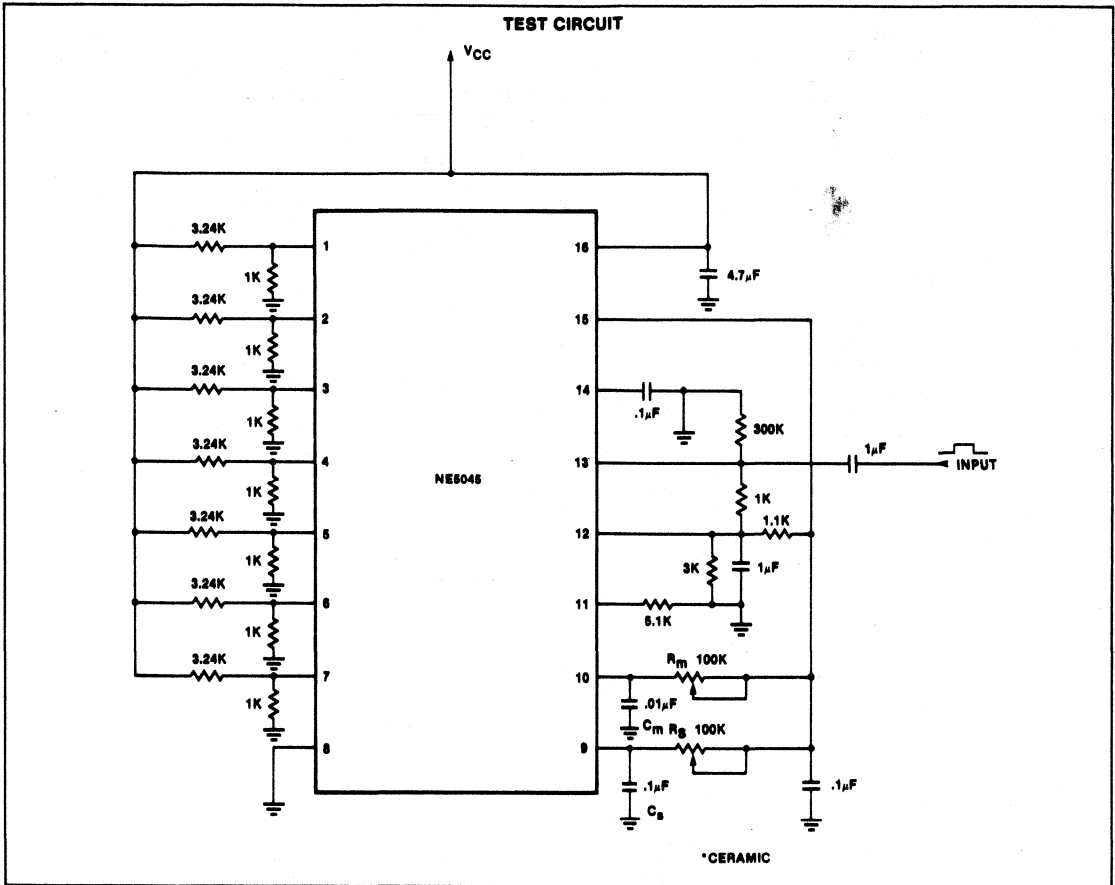 TEST CIRCUIT
VCC
3.24K
1
16
1K
4.7μF
3.24K
2
15
1K
3.24K
3
14
.1μF
1K
300K
3.24K
4
13
1μF
INPUT
1K
NE5045
1K
1.1K
3.24K
5
12
1K
3K
1μF
3.24K
6
11
1K
5.1K
3.24K
7
10
Rm 100K
1K
.01μF
Cm
RS 100K
8
9
.1μF
.1μF
Cs
*CERAMIC